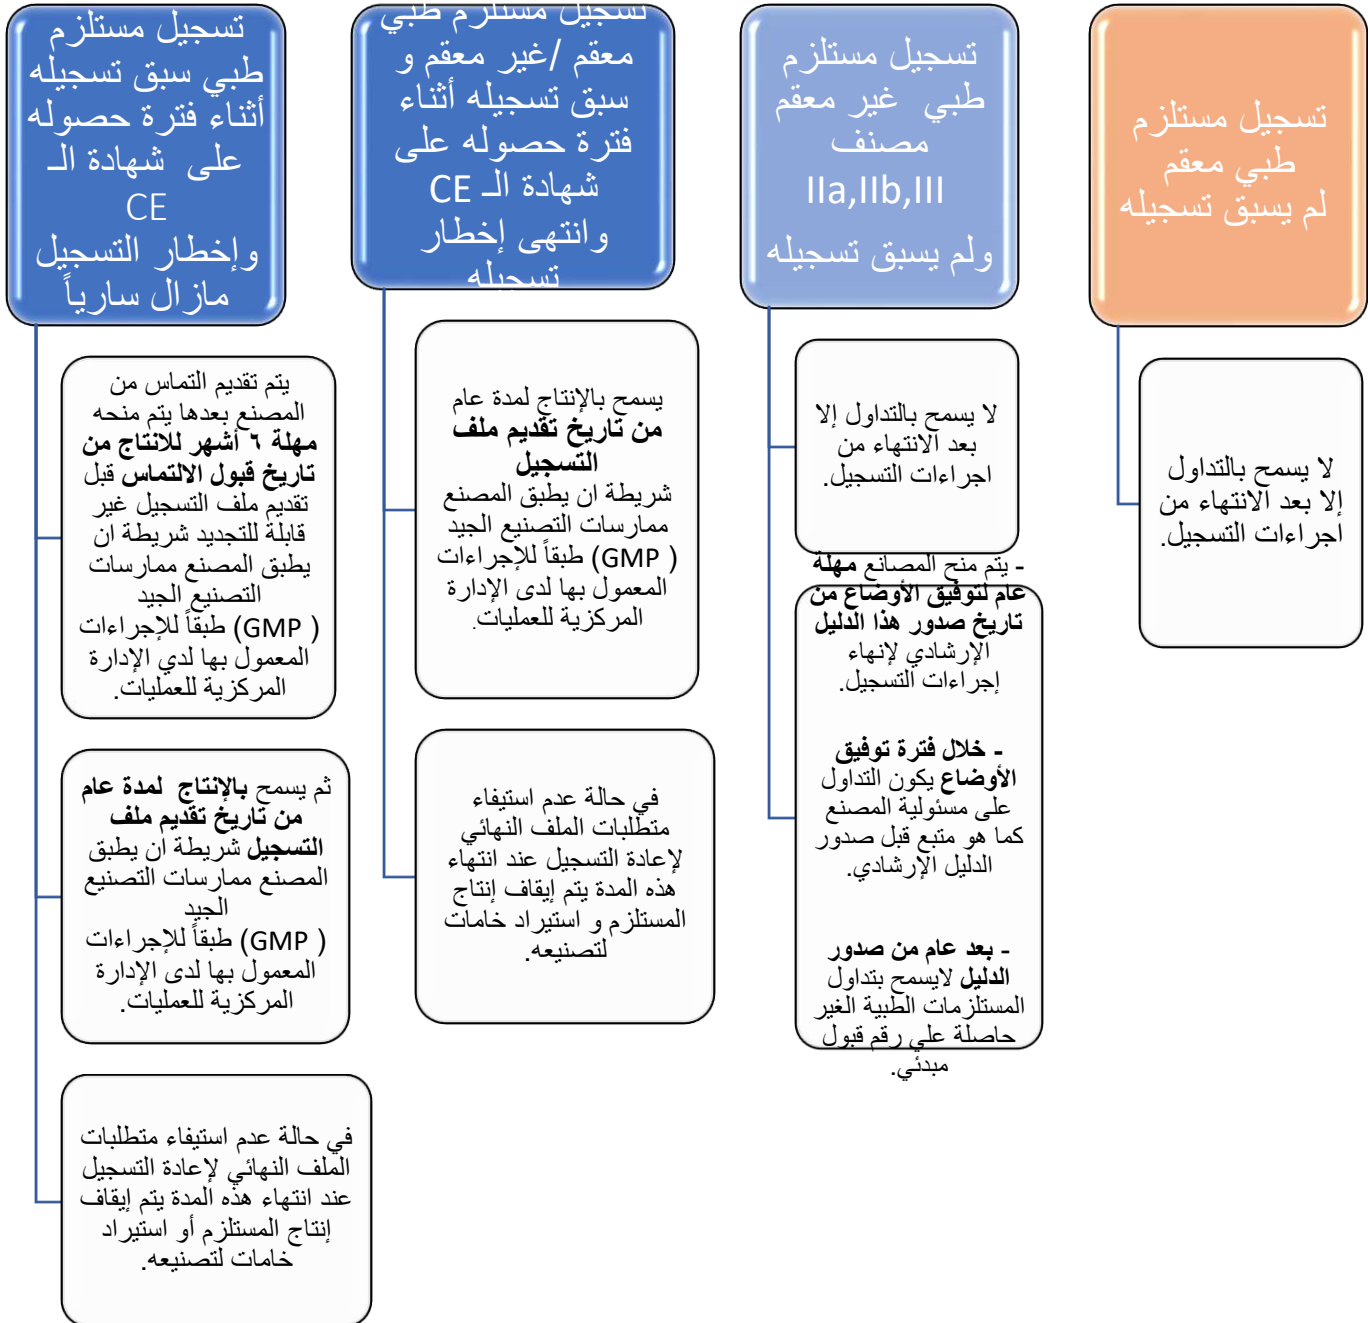 تسجيل مستلزم
طبي معقم
لم يسبق تسجيله
لا يسمح بالتداول
إلا بعد الانتهاء من
اجراءات التسجيل.
تسجيل مستلزم
طبي غير معقم
مصنف
IIa,IIb,III
ولم يسبق تسجيله
لا يسمح بالتداول إلا
بعد الانتهاء من
اجراءات التسجيل.
- يتم منح المصانع مهلة
عام لتوفيق الأوضاع من
تاريخ صدور هذا الدليل
الإرشادي لإنهاء
إجراءات التسجيل.
- خلال فترة توفيق
الأوضاع يكون التداول
على مسئولية المصنع
كما هو متبع قبل صدور
الدليل الإرشادي.
- بعد عام من صدور
الدليل لايسمح بتداول
المستلزمات الطبية الغير
حاصلة علي رقم قبول
مبدئي.
تسجيل مستلزم طبي
معقم /غير معقم و
سبق تسجيله أثناء
فترة حصوله على
شهادة الـ CE
وانتهى إخطار
تسجيله
يسمح بالإنتاج لمدة عام
من تاريخ تقديم ملف
التسجيل
شريطة ان يطبق المصنع
ممارسات التصنيع الجيد
( GMP) طبقاً للإجراءات
المعمول بها لدى الإدارة
المركزية للعمليات.
في حالة عدم استيفاء
متطلبات الملف النهائي
لإعادة التسجيل عند انتهاء
هذه المدة يتم إيقاف إنتاج
المستلزم و استيراد خامات
لتصنيعه.
تسجيل مستلزم
طبي سبق تسجيله
أثناء فترة حصوله
على شهادة الـ
CE
وإخطار التسجيل
مازال سارياً
يتم تقديم التماس من
المصنع بعدها يتم منحه
مهلة ٦ أشهر للانتاج من
تاريخ قبول الالتماس قبل
تقديم ملف التسجيل غير
قابلة للتجديد شريطة ان
يطبق المصنع ممارسات
التصنيع الجيد
( GMP) طبقاً للإجراءات
المعمول بها لدي الإدارة
المركزية للعمليات.
ثم يسمح بالإنتاج لمدة عام
من تاريخ تقديم ملف
التسجيل شريطة ان يطبق
المصنع ممارسات التصنيع
الجيد
( GMP) طبقاً للإجراءات
المعمول بها لدى الإدارة
المركزية للعمليات.
في حالة عدم استيفاء متطلبات
الملف النهائي لإعادة التسجيل
عند انتهاء هذه المدة يتم إيقاف
إنتاج المستلزم أو استيراد
خامات لتصنيعه.